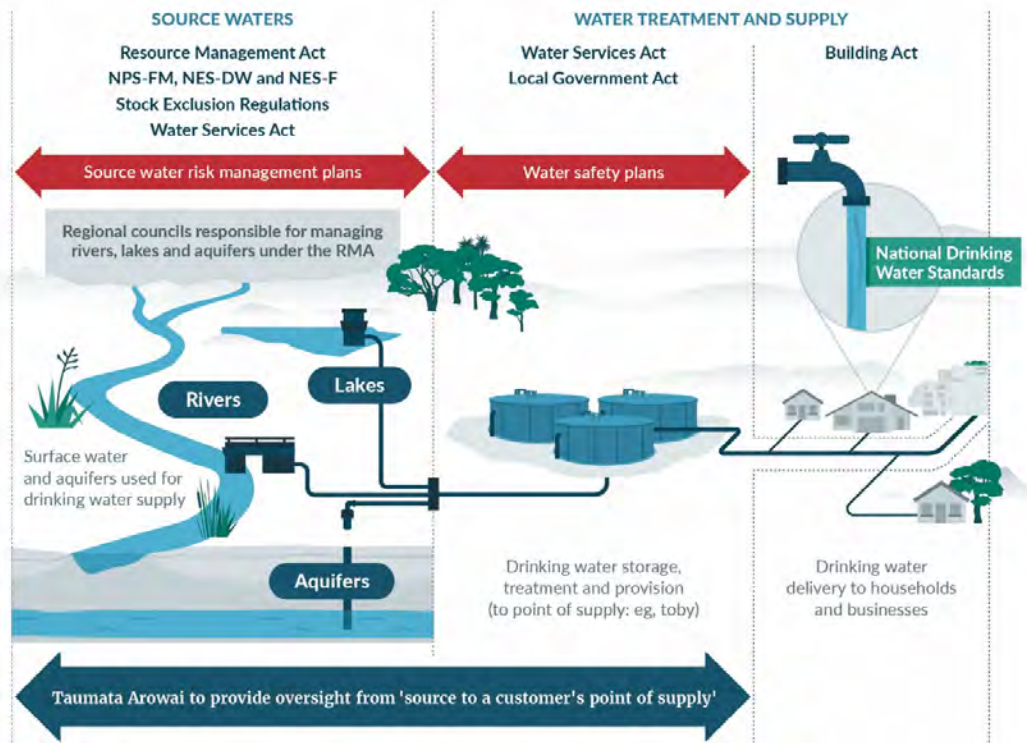 SOURCE WATERS
Resource Management Act
NPS-FM, NES-DW and NES-F
Stock Exclusion Regulations
Water Services Act
WATER TREATMENT AND SUPPLY
Water Services Act
Local Government Act
Building Act
Source water risk management plans
Water safety plans
Regional councils responsible for managing
rivers, lakes and aquifers under the RMA
National Drinking
Water Standards
Rivers
Lakes
Surface water
and aquifers used for
drinking water supply
Aquifers
Drinking water storage,
treatment and provision
(to point of supply: eg, toby)
Drinking water
delivery to households
and businesses
Taumata Arowai to provide oversight from 'source to a customer's point of supply'